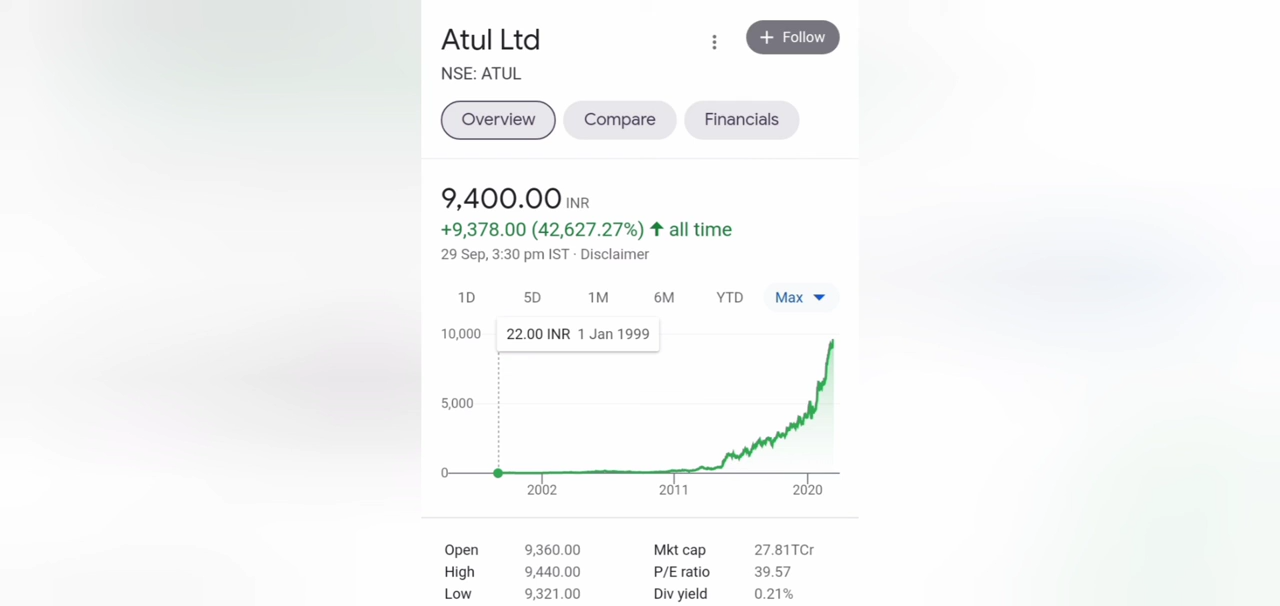 Atul Ltd
+ Follow
NSE: ATUL
Overview Compare Financials
9,400.00 INR
+9,378.00 (42,627.27%) ↑ all time
29 Sep, 3:30 pm IST · Disclaimer
1D 5D 1M 6M YTD Max
10,000
22.00 INR 1 Jan 1999
5,000
0
2002 2011 2020
Open 9,360.00 Mkt cap 27.81TCr
High 9,440.00 P/E ratio 39.57
Low 9,321.00 Div yield 0.21%